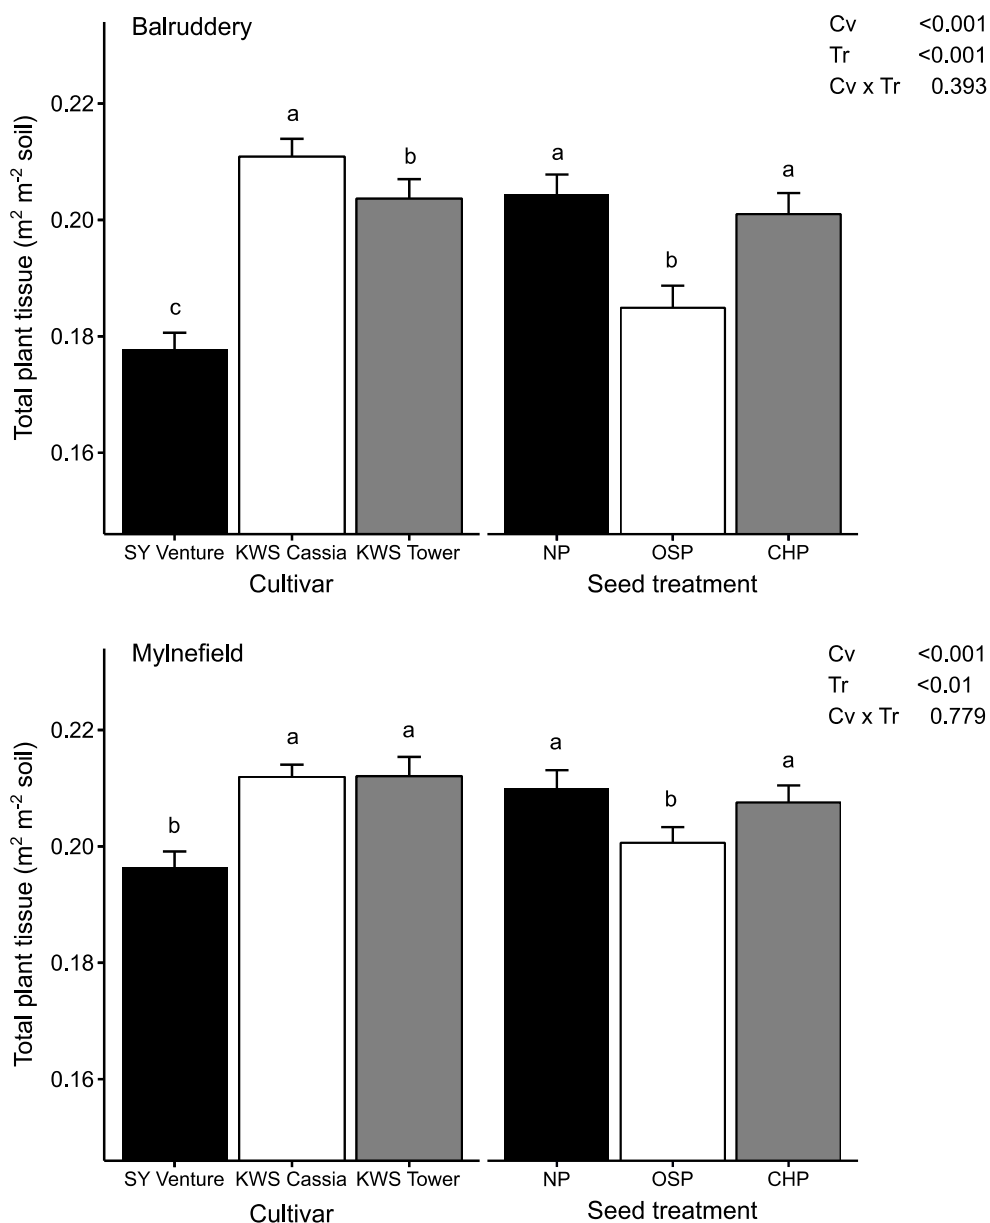 Balruddery
Cv <0.001
Tr <0.001
Cv x Tr 0.393
Total plant tissue (m² m⁻² soil)
0.22
0.20
0.18
0.16
c
a
b
a
b
a
SY Venture KWS Cassia KWS Tower NP OSP CHP
Cultivar Seed treatment
Mylnefield
Cv <0.001
Tr <0.01
Cv x Tr 0.779
Total plant tissue (m² m⁻² soil)
0.22
0.20
0.18
0.16
b
a
a
a
b
a
SY Venture KWS Cassia KWS Tower NP OSP CHP
Cultivar Seed treatment